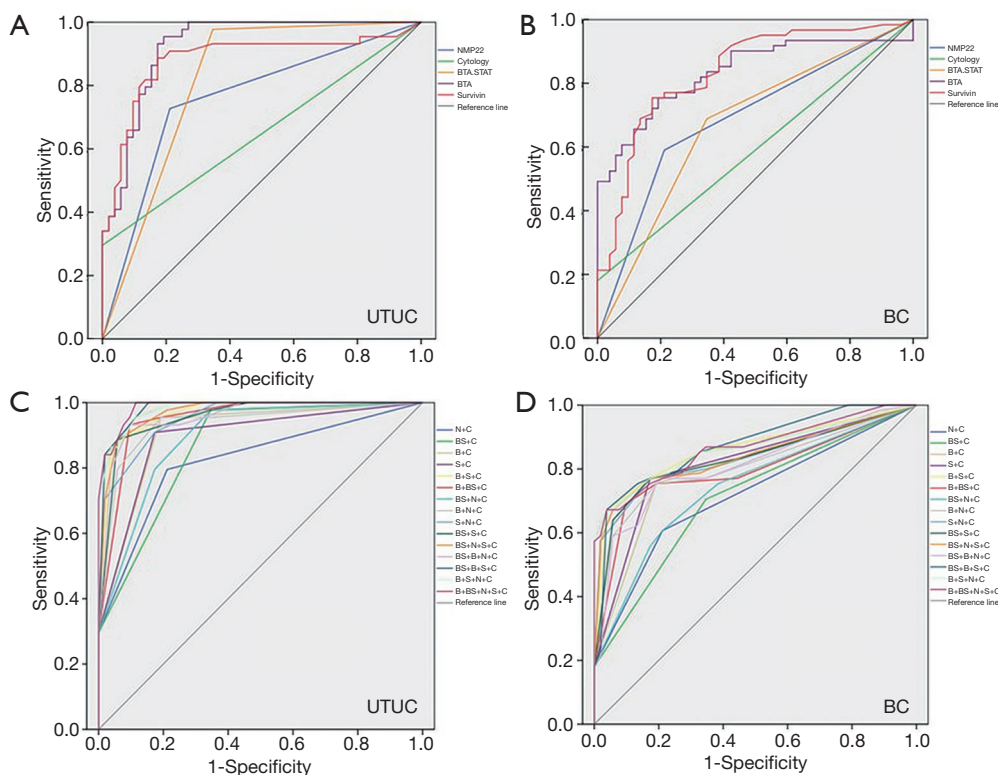 A
1.0
0.8
0.6
0.4
0.2
0.0
Sensitivity
0.0 0.2 0.4 0.6 0.8 1.0
1-Specificity
UTUC
NMP22
Cytology
BTA.STAT
BTA
Survivin
Reference line
B
1.0
0.8
0.6
0.4
0.2
0.0
Sensitivity
0.0 0.2 0.4 0.6 0.8 1.0
1-Specificity
BC
NMP22
Cytology
BTA.STAT
BTA
Survivin
Reference line
C
1.0
0.8
0.6
0.4
0.2
0.0
Sensitivity
0.0 0.2 0.4 0.6 0.8 1.0
1-Specificity
UTUC
N+C
BS+C
B+C
S+C
B+S+C
B+BS+C
BS+N+C
B+N+C
S+N+C
BS+S+C
BS+N+S+C
BS+B+N+C
BS+B+S+C
B+S+N+C
B+BS+N+S+C
Reference line
D
1.0
0.8
0.6
0.4
0.2
0.0
Sensitivity
0.0 0.2 0.4 0.6 0.8 1.0
1-Specificity
BC
N+C
BS+C
B+C
S+C
B+S+C
B+BS+C
BS+N+C
B+N+C
S+N+C
BS+S+C
BS+N+S+C
BS+B+N+C
BS+B+S+C
B+S+N+C
B+BS+N+S+C
Reference line